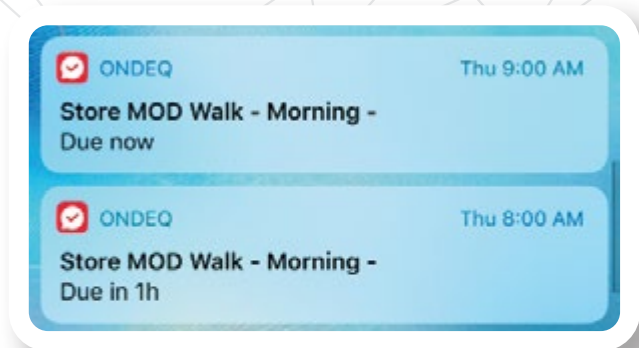 ONDEQ Thu 9:00 AM
Store MOD Walk - Morning -
Due now
ONDEQ Thu 8:00 AM
Store MOD Walk - Morning -
Due in 1h